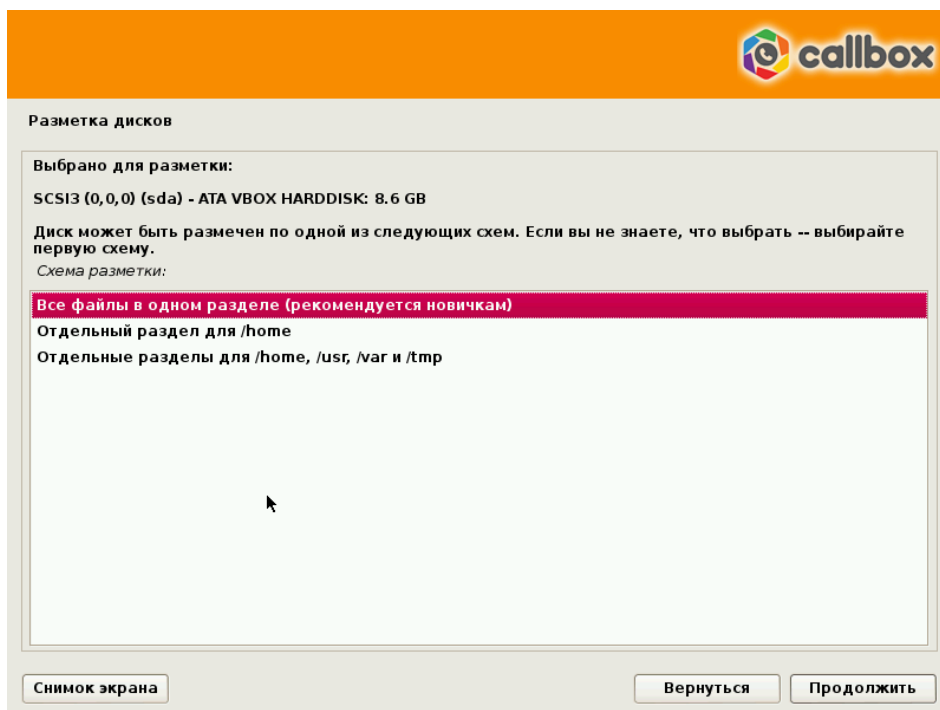 callbox
Разметка дисков
Выбрано для разметки:
SCSI3 (0,0,0) (sda) - ATA VBOX HARDDISK: 8.6 GB
Диск может быть размечен по одной из следующих схем. Если вы не знаете, что выбрать -- выбирайте
первую схему.
Схема разметки:
Все файлы в одном разделе (рекомендуется новичкам)
Отдельный раздел для /home
Отдельные разделы для /home, /usr, /var и /tmp
Снимок экрана
Вернуться
Продолжить